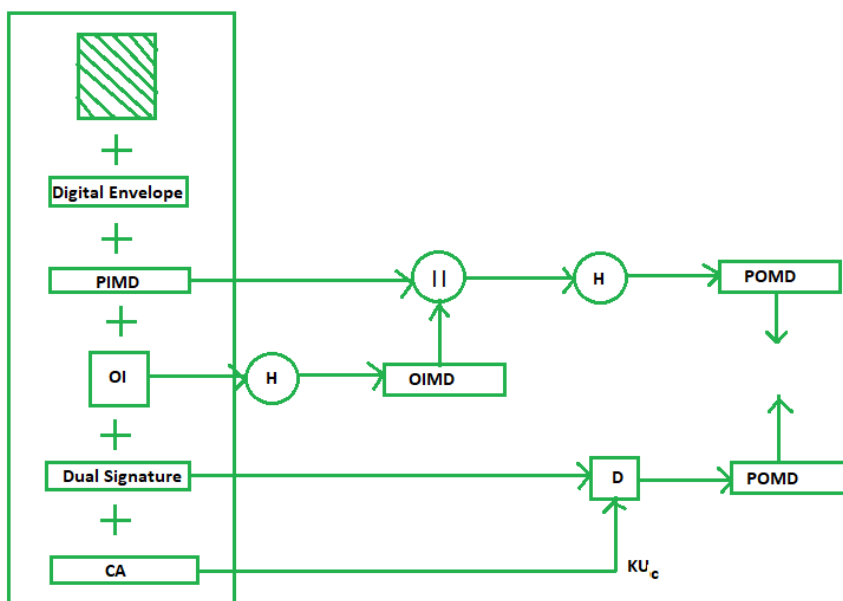 Digital Envelope
PIMD
||
H
POMD
OI
H
OIMD
Dual Signature
D
POMD
CA
KUc